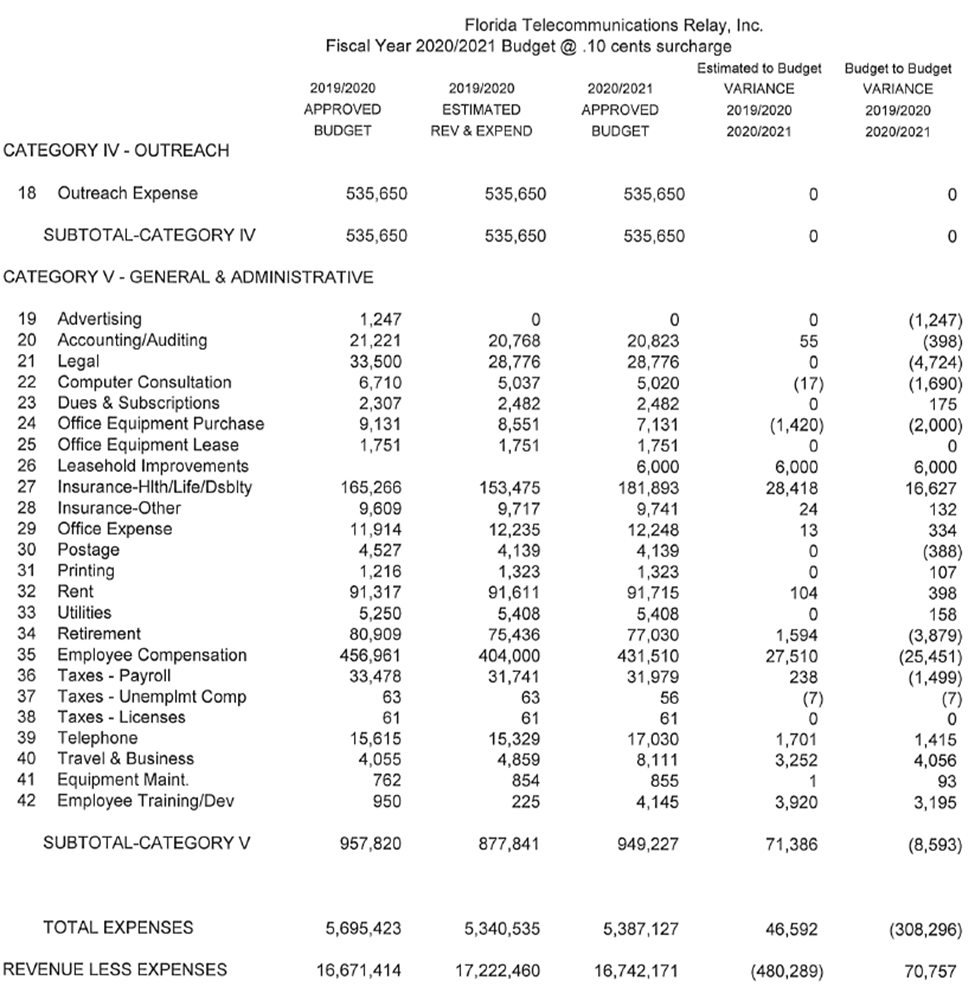 Florida Telecommunications Relay, Inc.
Fiscal Year 2020/2021 Budget @ .10 cents surcharge
Estimated to Budget Budget to Budget
2019/2020 2019/2020 2020/2021 VARIANCE VARIANCE
APPROVED ESTIMATED APPROVED 2019/2020 2019/2020
BUDGET REV & EXPEND BUDGET 2020/2021 2020/2021
CATEGORY IV - OUTREACH
18 Outreach Expense 535,650 535,650 535,650 0 0
SUBTOTAL-CATEGORY IV 535,650 535,650 535,650 0 0
CATEGORY V - GENERAL & ADMINISTRATIVE
19 Advertising 1,247 0 0 0 (1,247)
20 Accounting/Auditing 21,221 20,768 20,823 55 (398)
21 Legal 33,500 28,776 28,776 0 (4,724)
22 Computer Consultation 6,710 5,037 5,020 (17) (1,690)
23 Dues & Subscriptions 2,307 2,482 2,482 0 175
24 Office Equipment Purchase 9,131 8,551 7,131 (1,420) (2,000)
25 Office Equipment Lease 1,751 1,751 1,751 0 0
26 Leasehold Improvements 6,000 6,000 6,000
27 Insurance-Hlth/Life/Dsblty 165,266 153,475 181,893 28,418 16,627
28 Insurance-Other 9,609 9,717 9,741 24 132
29 Office Expense 11,914 12,235 12,248 13 334
30 Postage 4,527 4,139 4,139 0 (388)
31 Printing 1,216 1,323 1,323 0 107
32 Rent 91,317 91,611 91,715 104 398
33 Utilities 5,250 5,408 5,408 0 158
34 Retirement 80,909 75,436 77,030 1,594 (3,879)
35 Employee Compensation 456,961 404,000 431,510 27,510 (25,451)
36 Taxes - Payroll 33,478 31,741 31,979 238 (1,499)
37 Taxes - Unemplmt Comp 63 63 56 (7) (7)
38 Taxes - Licenses 61 61 61 0 0
39 Telephone 15,615 15,329 17,030 1,701 1,415
40 Travel & Business 4,055 4,859 8,111 3,252 4,056
41 Equipment Maint. 762 854 855 1 93
42 Employee Training/Dev 950 225 4,145 3,920 3,195
SUBTOTAL-CATEGORY V 957,820 877,841 949,227 71,386 (8,593)
TOTAL EXPENSES 5,695,423 5,340,535 5,387,127 46,592 (308,296)
REVENUE LESS EXPENSES 16,671,414 17,222,460 16,742,171 (480,289) 70,757